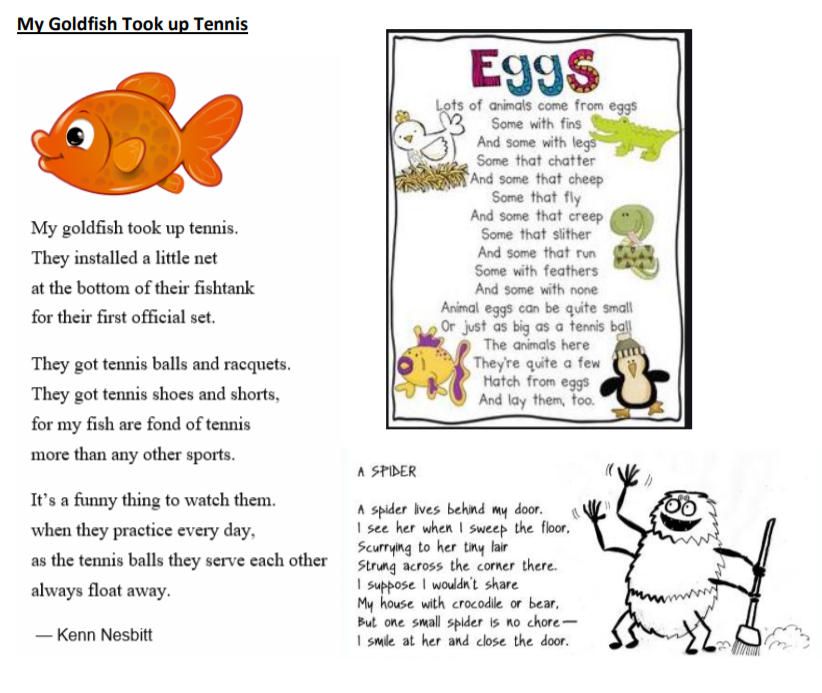 My Goldfish Took up Tennis
My goldfish took up tennis.
They installed a little net
at the bottom of their fishtank
for their first official set.
They got tennis balls and racquets.
They got tennis shoes and shorts,
for my fish are fond of tennis
more than any other sports.
It's a funny thing to watch them.
when they practice every day,
as the tennis balls they serve each other
always float away.
— Kenn Nesbitt
Eggs
Lots of animals come from eggs
Some with fins
And some with legs
Some that chatter
And some that cheep
Some that fly
And some that creep
Some that slither
And some that run
Some with feathers
And some with none
Animal eggs can be quite small
Or just as big as a tennis ball
The animals here
They're quite a few
Hatch from eggs
And lay them, too.
A SPIDER
A spider lives behind my door.
I see her when I sweep the floor,
Scurrying to her tiny lair
Strung across the corner there.
I suppose I wouldn't share
My house with crocodile or bear,
But one small spider is no chore—
I smile at her and close the door.